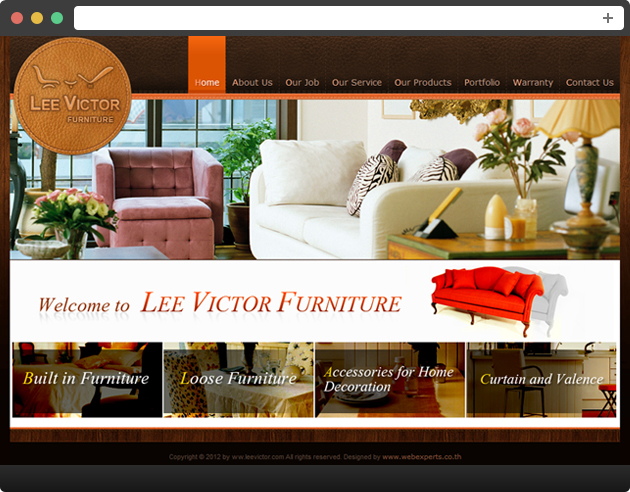 LEE VICTOR
FURNITURE
Home About Us Our Job Our Service Our Products Portfolio Warranty Contact Us
Welcome to LEE VICTOR FURNITURE
Built in Furniture
Loose Furniture
Accessories for Home
Decoration
Curtain and Valence
Copyright © 2012 by ww.leevictor.com All rights reserved. Designed by www.webexperts.co.th